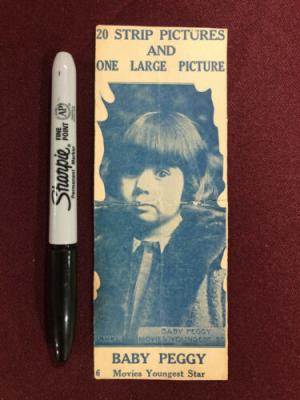 20 STRIP PICTURES
AND
ONE LARGE PICTURE
Sharpie
FINE POINT
Permanent Marker
AP
BABY PEGGY
MOVIES YOUNGEST
BABY PEGGY
6 Movies Youngest Star